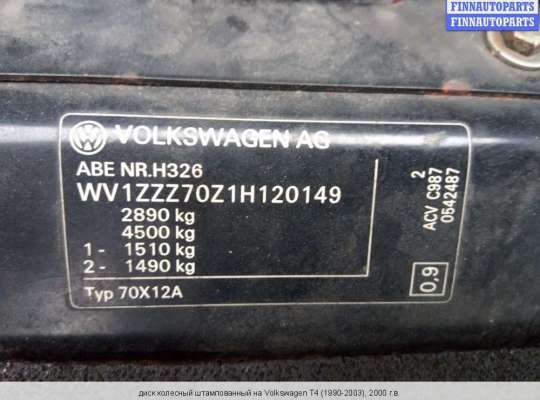 FINNAUTOPARTS
FINNAUTOPARTS
FINNAUTOPARTS
VOLKSWAGEN AG
ABE NR.H326
WV1ZZZ70Z1H120149
2890 kg
4500 kg
1- 1510 kg
2- 1490 kg
Typ 70X12A
2
ACV C987
0542487
0,9
диск колесный штампованный на Volkswagen T4 (1990-2003), 2000 г.в.